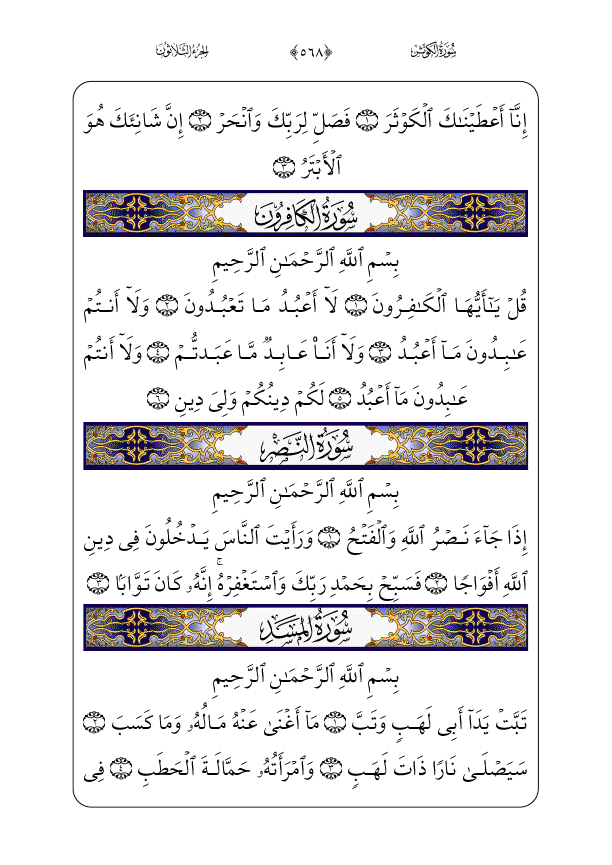 سُورَةُ الكَوْثَرِ ﴿٥٦٨﴾ الجُزْءُ الثَّلَاثُونَ
إِنَّآ أَعۡطَيۡنَٰكَ ٱلۡكَوۡثَرَ ١ فَصَلِّ لِرَبِّكَ وَٱنۡحَرۡ ٢ إِنَّ شَانِئَكَ هُوَ
ٱلۡأَبۡتَرُ ٣
سُورَةُ الكَافِرُونَ
بِسۡمِ ٱللَّهِ ٱلرَّحۡمَٰنِ ٱلرَّحِيمِ
قُلۡ يَٰٓأَيُّهَا ٱلۡكَٰفِرُونَ ١ لَآ أَعۡبُدُ مَا تَعۡبُدُونَ ٢ وَلَآ أَنتُمۡ
عَٰبِدُونَ مَآ أَعۡبُدُ ٣ وَلَآ أَنَا۠ عَابِدٞ مَّا عَبَدتُّمۡ ٤ وَلَآ أَنتُمۡ
عَٰبِدُونَ مَآ أَعۡبُدُ ٥ لَكُمۡ دِينُكُمۡ وَلِيَ دِينِ ٦
سُورَةُ النَّصْرِ
بِسۡمِ ٱللَّهِ ٱلرَّحۡمَٰنِ ٱلرَّحِيمِ
إِذَا جَآءَ نَصۡرُ ٱللَّهِ وَٱلۡفَتۡحُ ١ وَرَأَيۡتَ ٱلنَّاسَ يَدۡخُلُونَ فِي دِينِ
ٱللَّهِ أَفۡوَاجٗا ٢ فَسَبِّحۡ بِحَمۡدِ رَبِّكَ وَٱسۡتَغۡفِرۡهُۚ إِنَّهُۥ كَانَ تَوَّابَۢا ٣
سُورَةُ المَسَدِ
بِسۡمِ ٱللَّهِ ٱلرَّحۡمَٰنِ ٱلرَّحِيمِ
تَبَّتۡ يَدَآ أَبِي لَهَبٖ وَتَبَّ ١ مَآ أَغۡنَىٰ عَنۡهُ مَالُهُۥ وَمَا كَسَبَ ٢
سَيَصۡلَىٰ نَارٗا ذَاتَ لَهَبٖ ٣ وَٱمۡرَأَتُهُۥ حَمَّالَةَ ٱلۡحَطَبِ ٤ فِي